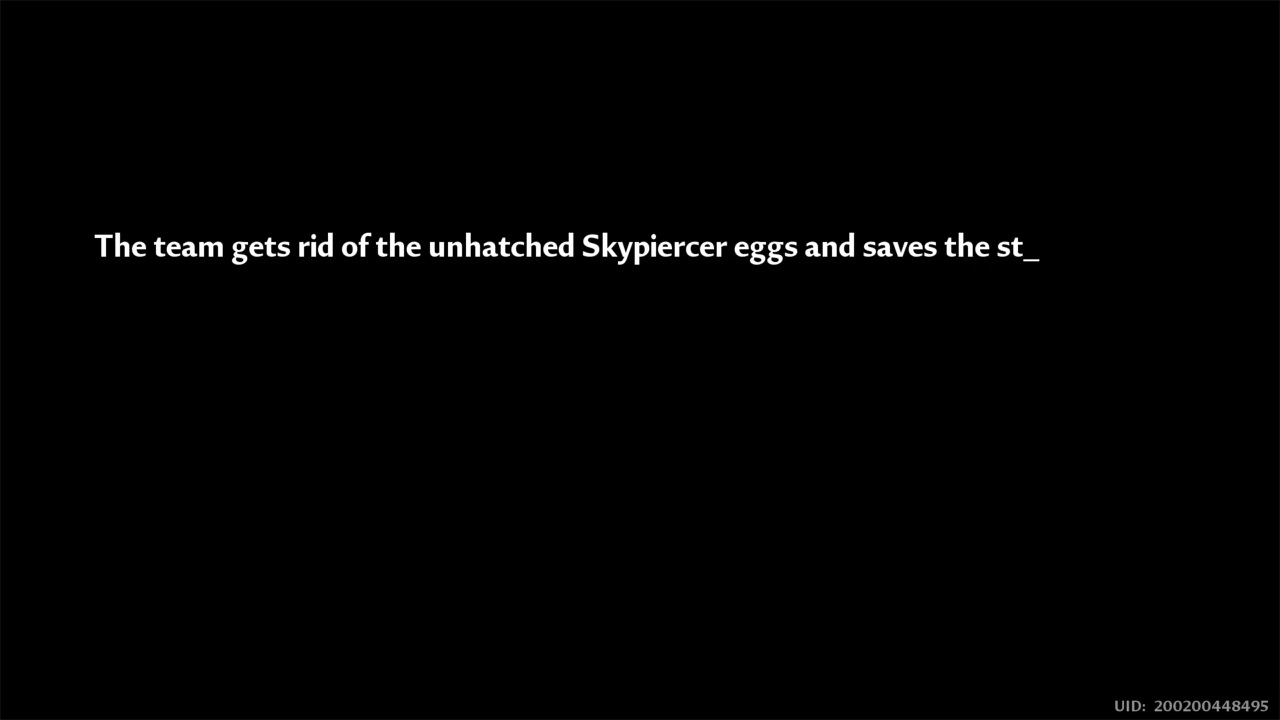 The team gets rid of the unhatched Skypiercer eggs and saves the st_
UID: 200200448495